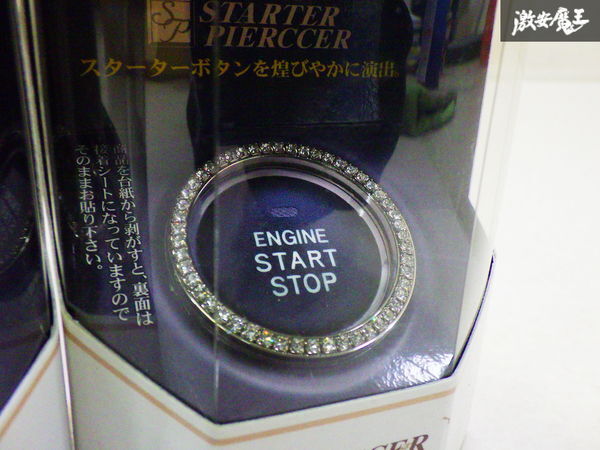 激安魔王
SP
STARTER
PIERCCER
スターターボタンを煌びやかに演出。
商品を台紙から剥がすと、裏面は
接着シートになっていますので
そのままお貼り下さい。
ENGINE
START
STOP